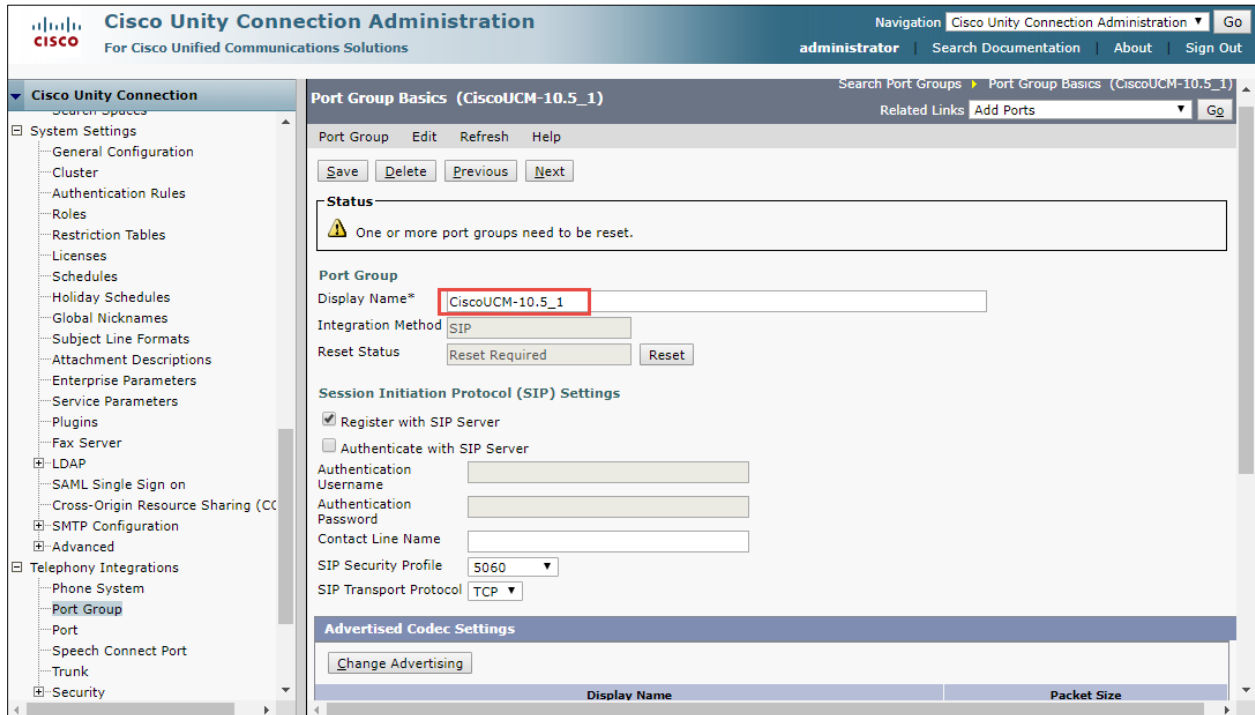 Cisco Unity Connection Administration
For Cisco Unified Communications Solutions
cisco
Navigation Cisco Unity Connection Administration Go
administrator | Search Documentation | About | Sign Out
Cisco Unity Connection
Search Spaces
System Settings
General Configuration
Cluster
Authentication Rules
Roles
Restriction Tables
Licenses
Schedules
Holiday Schedules
Global Nicknames
Subject Line Formats
Attachment Descriptions
Enterprise Parameters
Service Parameters
Plugins
Fax Server
LDAP
SAML Single Sign on
Cross-Origin Resource Sharing (CO
SMTP Configuration
Advanced
Telephony Integrations
Phone System
Port Group
Port
Speech Connect Port
Trunk
Security
Port Group Basics (CiscoUCM-10.5_1)
Search Port Groups Port Group Basics (CiscoUCM-10.5_1)
Related Links Add Ports Go
Port Group Edit Refresh Help
Save Delete Previous Next
Status
One or more port groups need to be reset.
Port Group
Display Name* CiscoUCM-10.5_1
Integration Method SIP
Reset Status Reset Required Reset
Session Initiation Protocol (SIP) Settings
Register with SIP Server
Authenticate with SIP Server
Authentication
Username
Authentication
Password
Contact Line Name
SIP Security Profile 5060
SIP Transport Protocol TCP
Advertised Codec Settings
Change Advertising
Display Name Packet Size